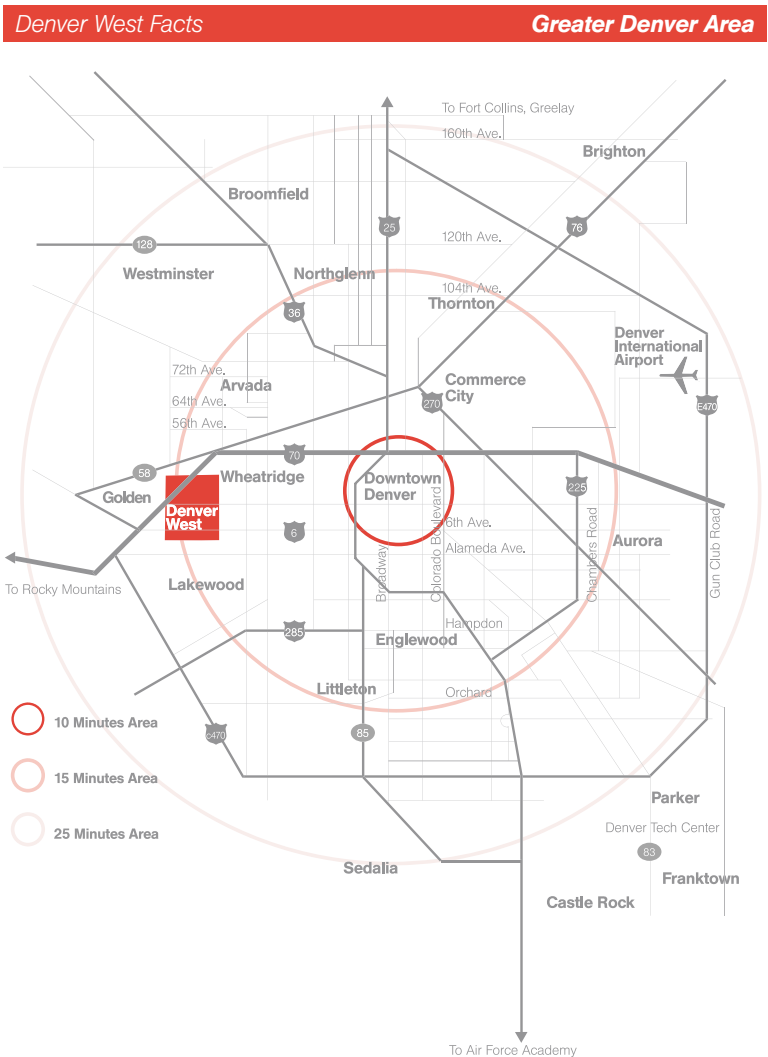 Denver West Facts
Greater Denver Area
To Fort Collins, Greelay
160th Ave.
Brighton
Broomfield
25
76
120th Ave.
128
Westminster
Northglenn
104th Ave.
Thornton
36
Denver
International
Airport
72th Ave.
Arvada
Commerce
City
64th Ave.
270
E470
56th Ave.
70
58
Wheatridge
Downtown
Denver
225
Golden
Denver
West
6
6th Ave.
Alameda Ave.
Aurora
Broadway
Colorado Boulevard
Chambers Road
Gun Club Road
To Rocky Mountains
Lakewood
285
Hampdon
Englewood
Littleton
Orchard
10 Minutes Area
c470
85
15 Minutes Area
Parker
Denver Tech Center
25 Minutes Area
83
Sedalia
Franktown
Castle Rock
To Air Force Academy